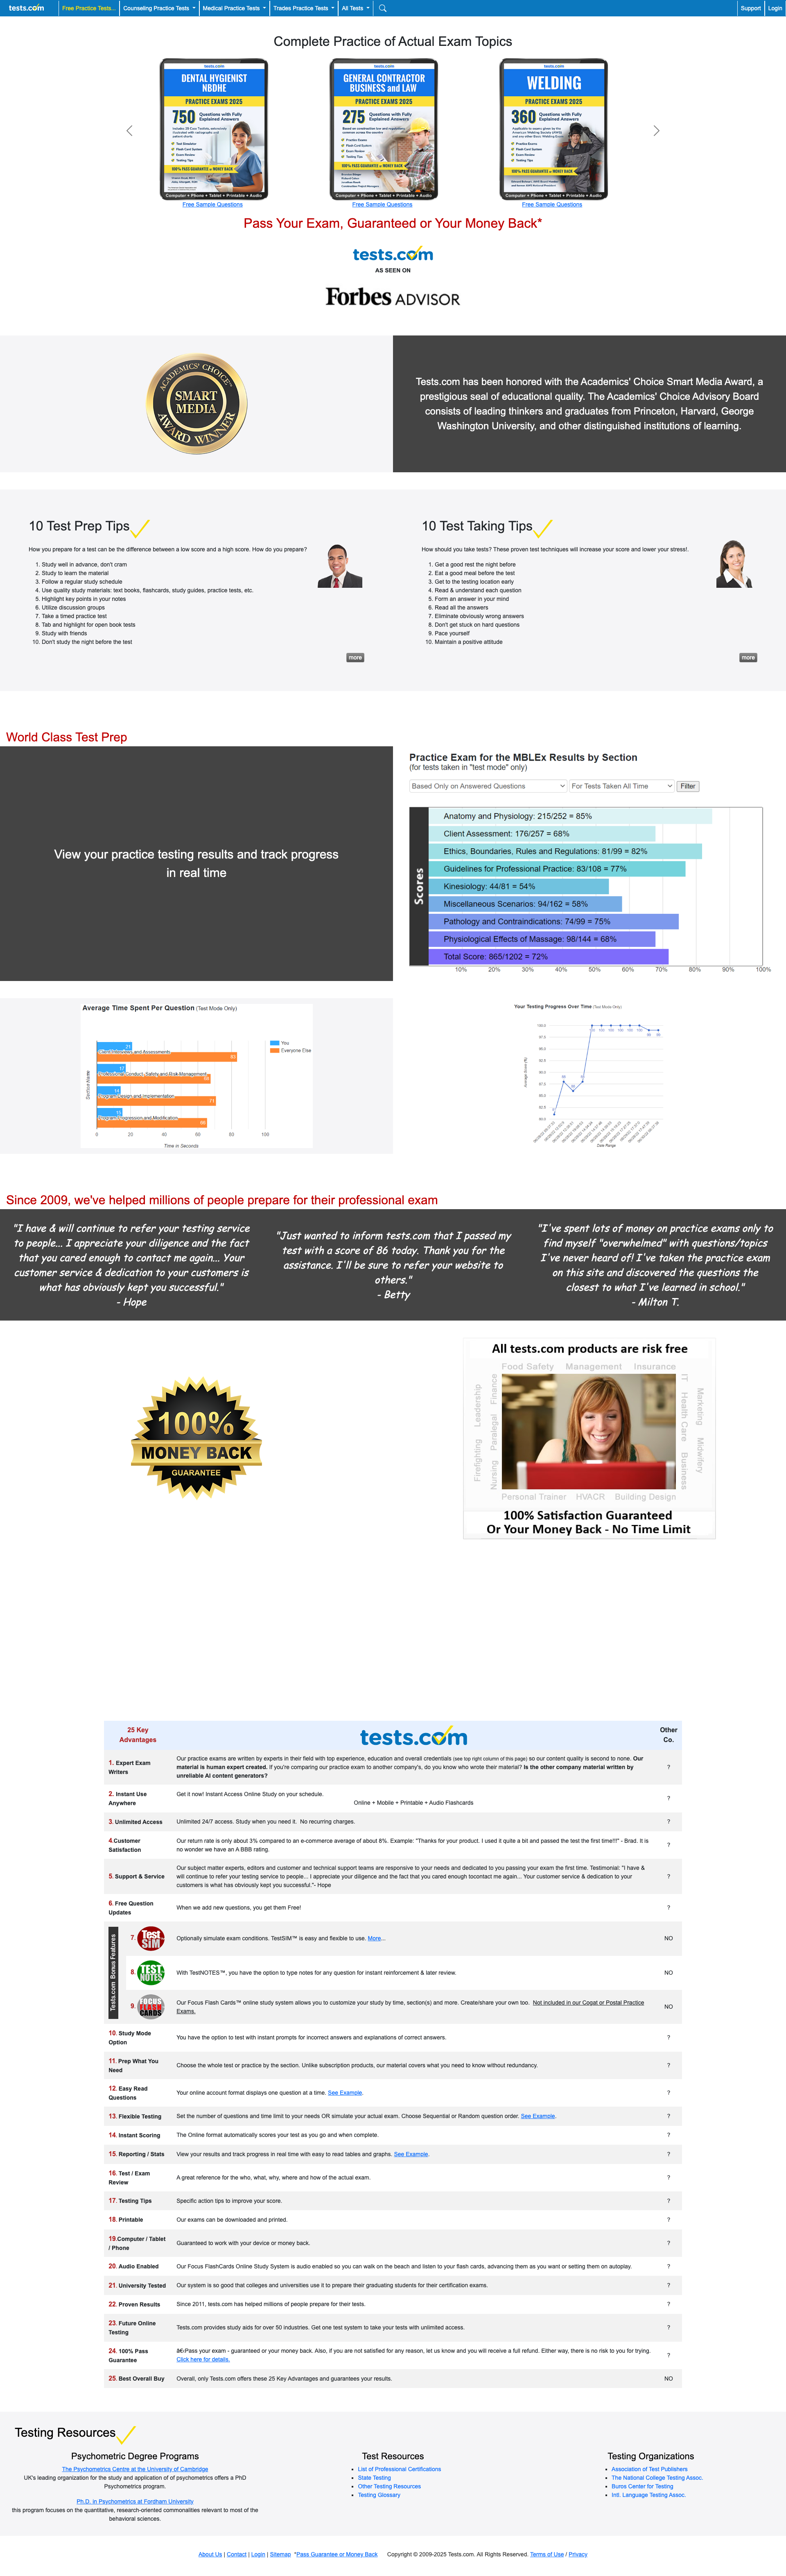 tests.com
Free Practice Tests...
Counseling Practice Tests
Medical Practice Tests
Trades Practice Tests
All Tests
Support
Login
Complete Practice of Actual Exam Topics
tests.com
DENTAL HYGIENIST
NBDHE
PRACTICE EXAMS 2025
750 Questions with Fully
Explained Answers
100% PASS GUARANTEE or MONEY BACK
Computer + Phone + Tablet + Printable + Audio
Free Sample Questions
tests.com
GENERAL CONTRACTOR
BUSINESS and LAW
PRACTICE EXAMS 2025
275 Questions with Fully
Explained Answers
100% PASS GUARANTEE or MONEY BACK
Computer + Phone + Tablet + Printable + Audio
Free Sample Questions
tests.com
WELDING
PRACTICE EXAMS 2025
360 Questions with Fully
Explained Answers
100% PASS GUARANTEE or MONEY BACK
Computer + Phone + Tablet + Printable + Audio
Free Sample Questions
Pass Your Exam, Guaranteed or Your Money Back*
tests.com
AS SEEN ON
Forbes ADVISOR
ACADEMICS' CHOICE™
SMART
MEDIA
AWARD WINNER
Tests.com has been honored with the Academics' Choice Smart Media Award, a
prestigious seal of educational quality. The Academics' Choice Advisory Board
consists of leading thinkers and graduates from Princeton, Harvard, George
Washington University, and other distinguished institutions of learning.
10 Test Prep Tips
How you prepare for a test can be the difference between a low score and a high score. How do you prepare?
1. Study well in advance, don't cram
2. Study to learn the material
3. Follow a regular study schedule
4. Use quality study materials: text books, flashcards, study guides, practice tests, etc.
5. Highlight key points in your notes
6. Utilize discussion groups
7. Take a timed practice test
8. Tab and highlight for open book tests
9. Study with friends
10. Don't study the night before the test
more
10 Test Taking Tips
How should you take tests? These proven test techniques will increase your score and lower your stress!.
1. Get a good rest the night before
2. Eat a good meal before the test
3. Get to the testing location early
4. Read & understand each question
5. Form an answer in your mind
6. Read all the answers
7. Eliminate obviously wrong answers
8. Don't get stuck on hard questions
9. Pace yourself
10. Maintain a positive attitude
more
World Class Test Prep
View your practice testing results and track progress
in real time
Practice Exam for the MBLEx Results by Section
(for tests taken in "test mode" only)
Based Only on Answered Questions
For Tests Taken All Time
Filter
Scores
Anatomy and Physiology: 215/252 = 85%
Client Assessment: 176/257 = 68%
Ethics, Boundaries, Rules and Regulations: 81/99 = 82%
Guidelines for Professional Practice: 83/108 = 77%
Kinesiology: 44/81 = 54%
Miscellaneous Scenarios: 94/162 = 58%
Pathology and Contraindications: 74/99 = 75%
Physiological Effects of Massage: 98/144 = 68%
Total Score: 865/1202 = 72%
10% 20% 30% 40% 50% 60% 70% 80% 90% 100%
Average Time Spent Per Question (Test Mode Only)
You
Everyone Else
Section Name
0 20 40 60 80 100
Time in Seconds
Your Testing Progress Over Time (Test Mode Only)
Average Score (%)
Date Range
Since 2009, we've helped millions of people prepare for their professional exam
"I have & will continue to refer your testing service
to people... I appreciate your diligence and the fact
that you cared enough to contact me again... Your
customer service & dedication to your customers is
what has obviously kept you successful."
- Hope
"Just wanted to inform tests.com that I passed my
test with a score of 86 today. Thank you for the
assistance. I'll be sure to refer your website to
others."
- Betty
"I've spent lots of money on practice exams only to
find myself "overwhelmed" with questions/topics
I've never heard of! I've taken the practice exam
on this site and discovered the questions the
closest to what I've learned in school."
- Milton T.
100%
MONEY BACK
GUARANTEE
All tests.com products are risk free
Food Safety Management Insurance
Firefighting Leadership
Nursing Paralegal Finance
IT Health Care Business
Marketing Midwifery
Personal Trainer HVACR Building Design
100% Satisfaction Guaranteed
Or Your Money Back - No Time Limit
25 Key
Advantages
tests.com
Other
Co.
1. Expert Exam
Writers
Our practice exams are written by experts in their field with top experience, education and overall credentials (see top right column of this page) so our content quality is second to none. Our
material is human expert created. If you're comparing our practice exam to another company's, do you know who wrote their material? Is the other company material written by
unreliable AI content generators?
?
2. Instant Use
Anywhere
Get it now! Instant Access Online Study on your schedule.
Online + Mobile + Printable + Audio Flashcards
?
3. Unlimited Access
Unlimited 24/7 access. Study when you need it. No recurring charges.
?
4.Customer
Satisfaction
Our return rate is only about 3% compared to an e-commerce average of about 8%. Example: "Thanks for your product. I used it quite a bit and passed the test the first time!!!" - Brad. It is
no wonder we have an A BBB rating.
?
5. Support & Service
Our subject matter experts, editors and customer and technical support teams are responsive to your needs and dedicated to you passing your exam the first time. Testimonial: "I have &
will continue to refer your testing service to people... I appreciate your diligence and the fact that you cared enough tocontact me again... Your customer service & dedication to your
customers is what has obviously kept you successful."- Hope
?
6. Free Question
Updates
When we add new questions, you get them Free!
?
Tests.com Bonus Features
7. Test SIM
Optionally simulate exam conditions. TestSIM™ is easy and flexible to use. More...
NO
8. TEST NOTES
With TestNOTES™, you have the option to type notes for any question for instant reinforcement & later review.
NO
9. FOCUS FLASH CARDS
Our Focus Flash Cards™ online study system allows you to customize your study by time, section(s) and more. Create/share your own too. Not included in our Cogat or Postal Practice
Exams.
NO
10. Study Mode
Option
You have the option to test with instant prompts for incorrect answers and explanations of correct answers.
?
11. Prep What You
Need
Choose the whole test or practice by the section. Unlike subscription products, our material covers what you need to know without redundancy.
?
12. Easy Read
Questions
Your online account format displays one question at a time. See Example.
?
13. Flexible Testing
Set the number of questions and time limit to your needs OR simulate your actual exam. Choose Sequential or Random question order. See Example.
?
14. Instant Scoring
The Online format automatically scores your test as you go and when complete.
?
15. Reporting / Stats
View your results and track progress in real time with easy to read tables and graphs. See Example.
?
16. Test / Exam
Review
A great reference for the who, what, why, where and how of the actual exam.
?
17. Testing Tips
Specific action tips to improve your score.
?
18. Printable
Our exams can be downloaded and printed.
?
19.Computer / Tablet
/ Phone
Guaranteed to work with your device or money back.
?
20. Audio Enabled
Our Focus FlashCards Online Study System is audio enabled so you can walk on the beach and listen to your flash cards, advancing them as you want or setting them on autoplay.
?
21. University Tested
Our system is so good that colleges and universities use it to prepare their graduating students for their certification exams.
?
22. Proven Results
Since 2011, tests.com has helped millions of people prepare for their tests.
?
23. Future Online
Testing
Tests.com provides study aids for over 50 industries. Get one test system to take your tests with unlimited access.
?
24. 100% Pass
Guarantee
â€‹Pass your exam - guaranteed or your money back. Also, if you are not satisfied for any reason, let us know and you will receive a full refund. Either way, there is no risk to you for trying.
Click here for details.
?
25. Best Overall Buy
Overall, only Tests.com offers these 25 Key Advantages and guarantees your results.
NO
Testing Resources
Psychometric Degree Programs
The Psychometrics Centre at the University of Cambridge
UK's leading organization for the study and application of of psychometrics offers a PhD
Psychometrics program.
Ph.D. in Psychometrics at Fordham University
this program focuses on the quantitative, research-oriented commonalities relevant to most of the
behavioral sciences.
Test Resources
List of Professional Certifications
State Testing
Other Testing Resources
Testing Glossary
Testing Organizations
Association of Test Publishers
The National College Testing Assoc.
Buros Center for Testing
Intl. Language Testing Assoc.
About Us | Contact | Login | Sitemap *Pass Guarantee or Money Back Copyright © 2009-2025 Tests.com. All Rights Reserved. Terms of Use / Privacy